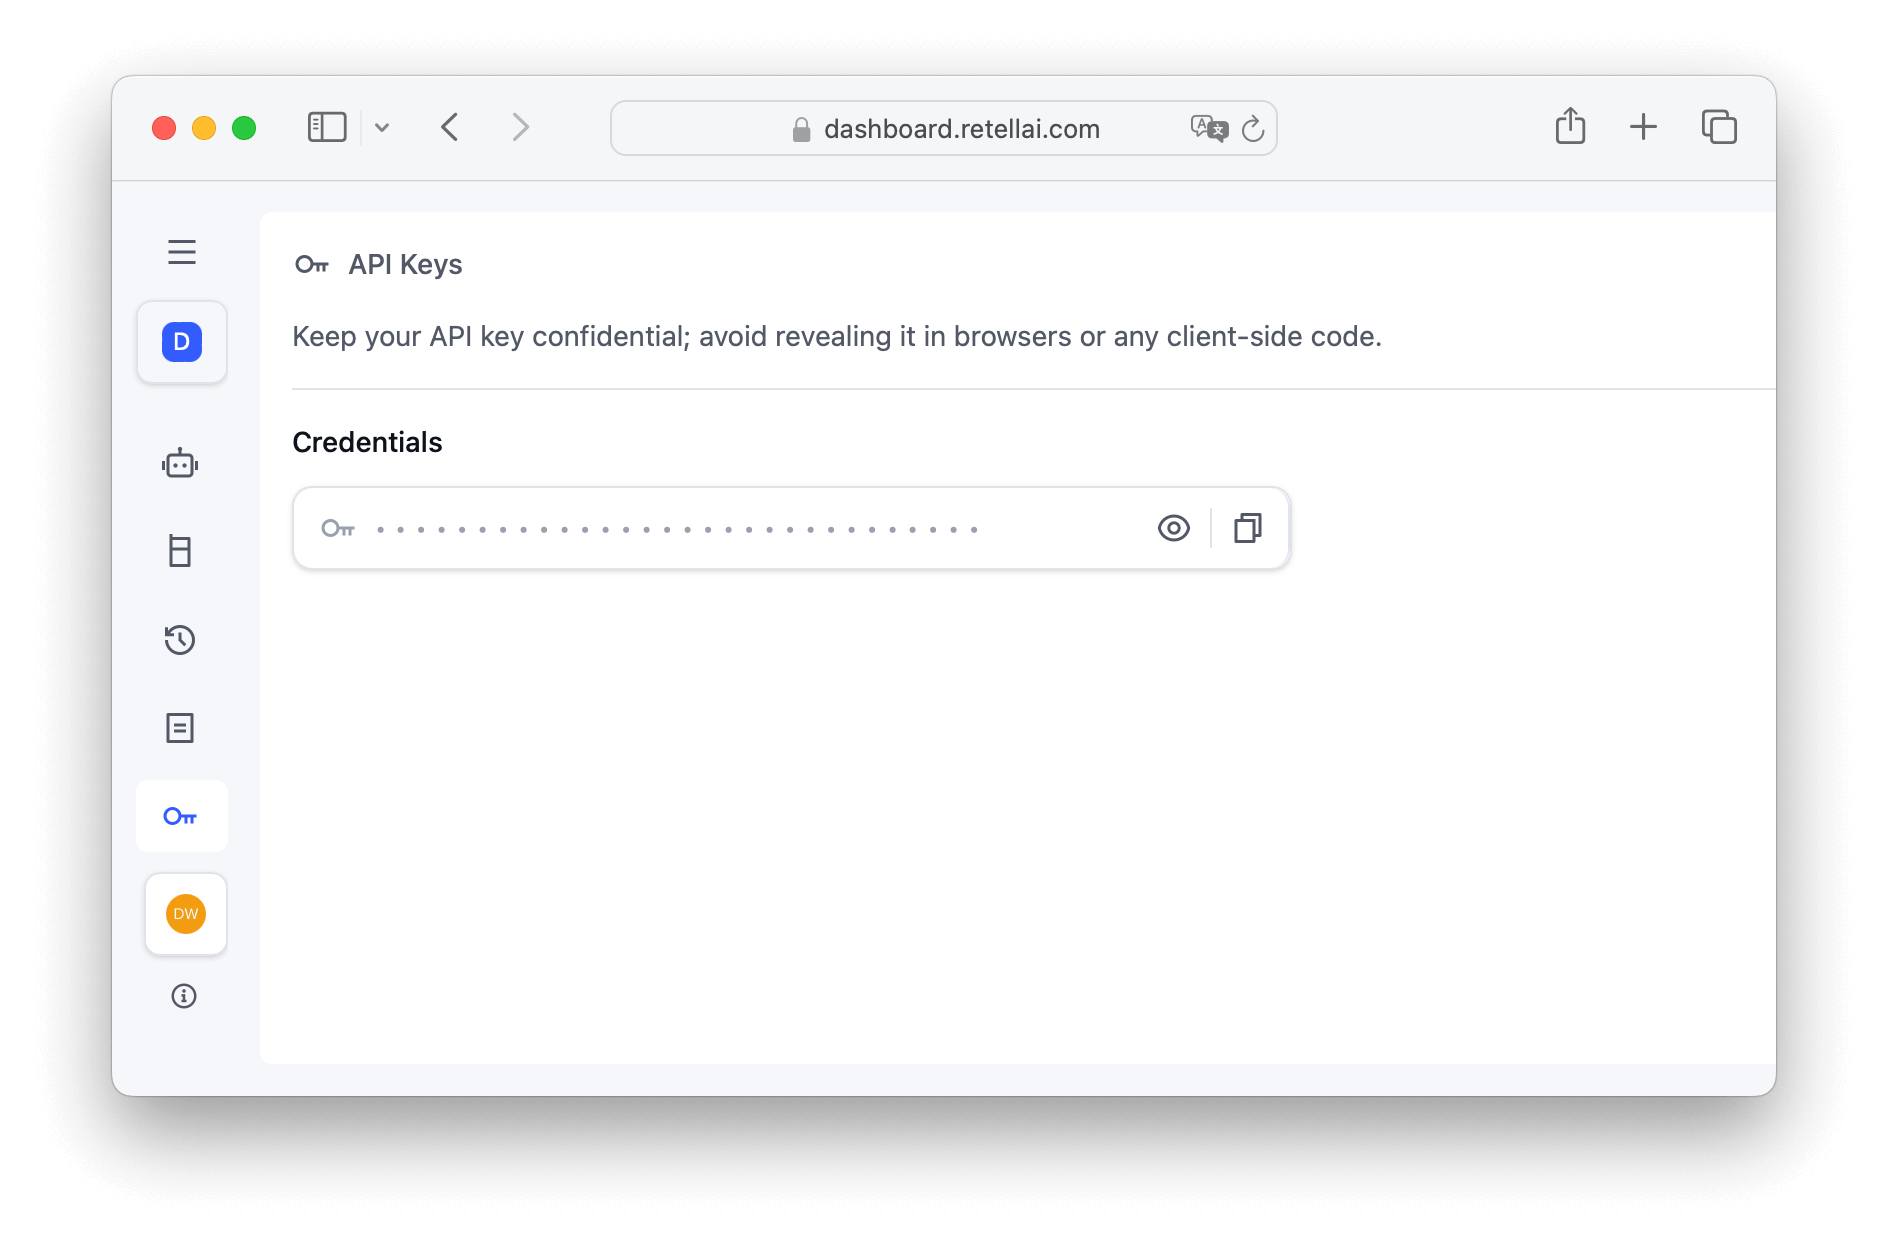 dashboard.retellai.com
API Keys
D
Keep your API key confidential; avoid revealing it in browsers or any client-side code.
Credentials
DW